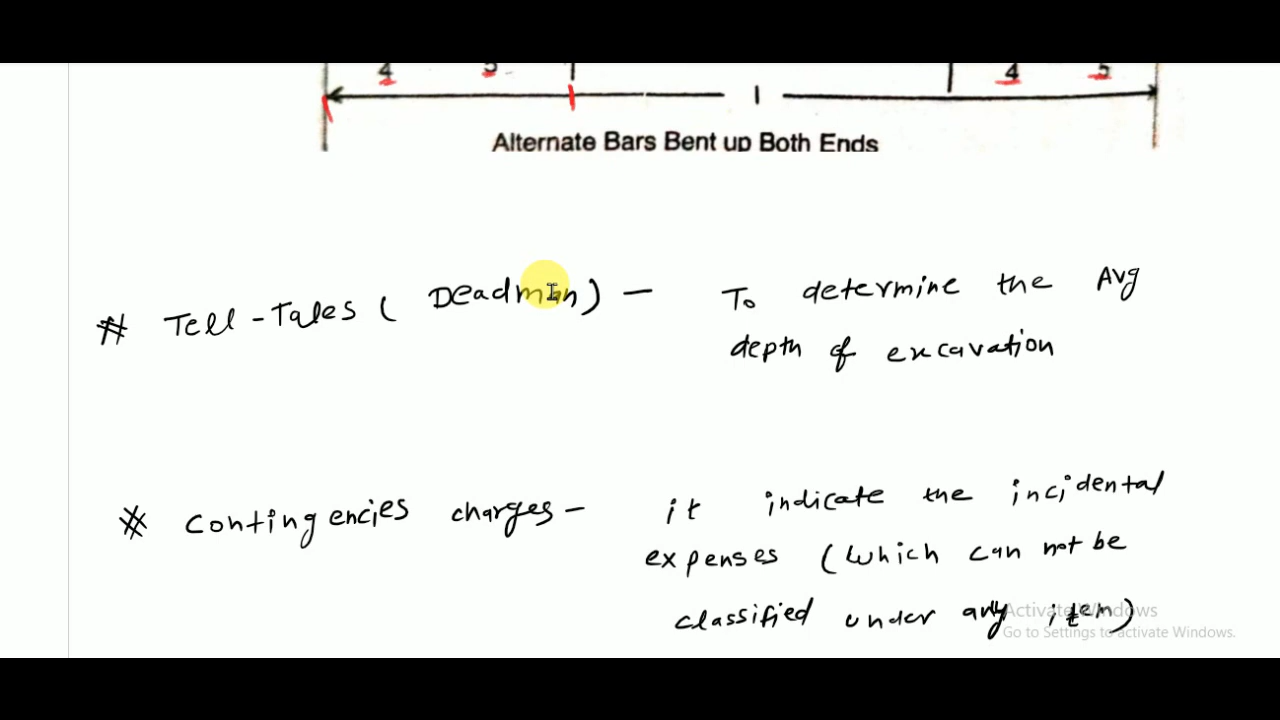 4 5 4 5
l
Alternate Bars Bent up Both Ends
# Tell-Tales ( Deadman) - To determine the Avg
depth of excavation
* Contingencies charges - it indicate the incidental
expenses (which can not be
classified under any item)
Activate Windows
Go to Settings to activate Windows.